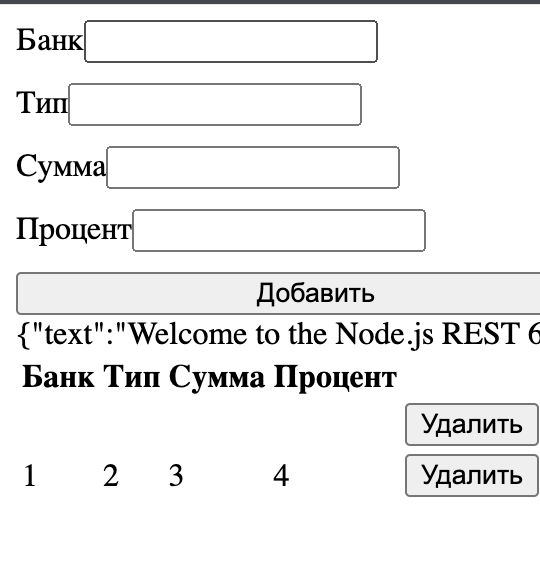 Банк
Тип
Сумма
Процент
Добавить
{"text":"Welcome to the Node.js REST 6
Банк Тип Сумма Процент
Удалить
1 2 3 4 Удалить